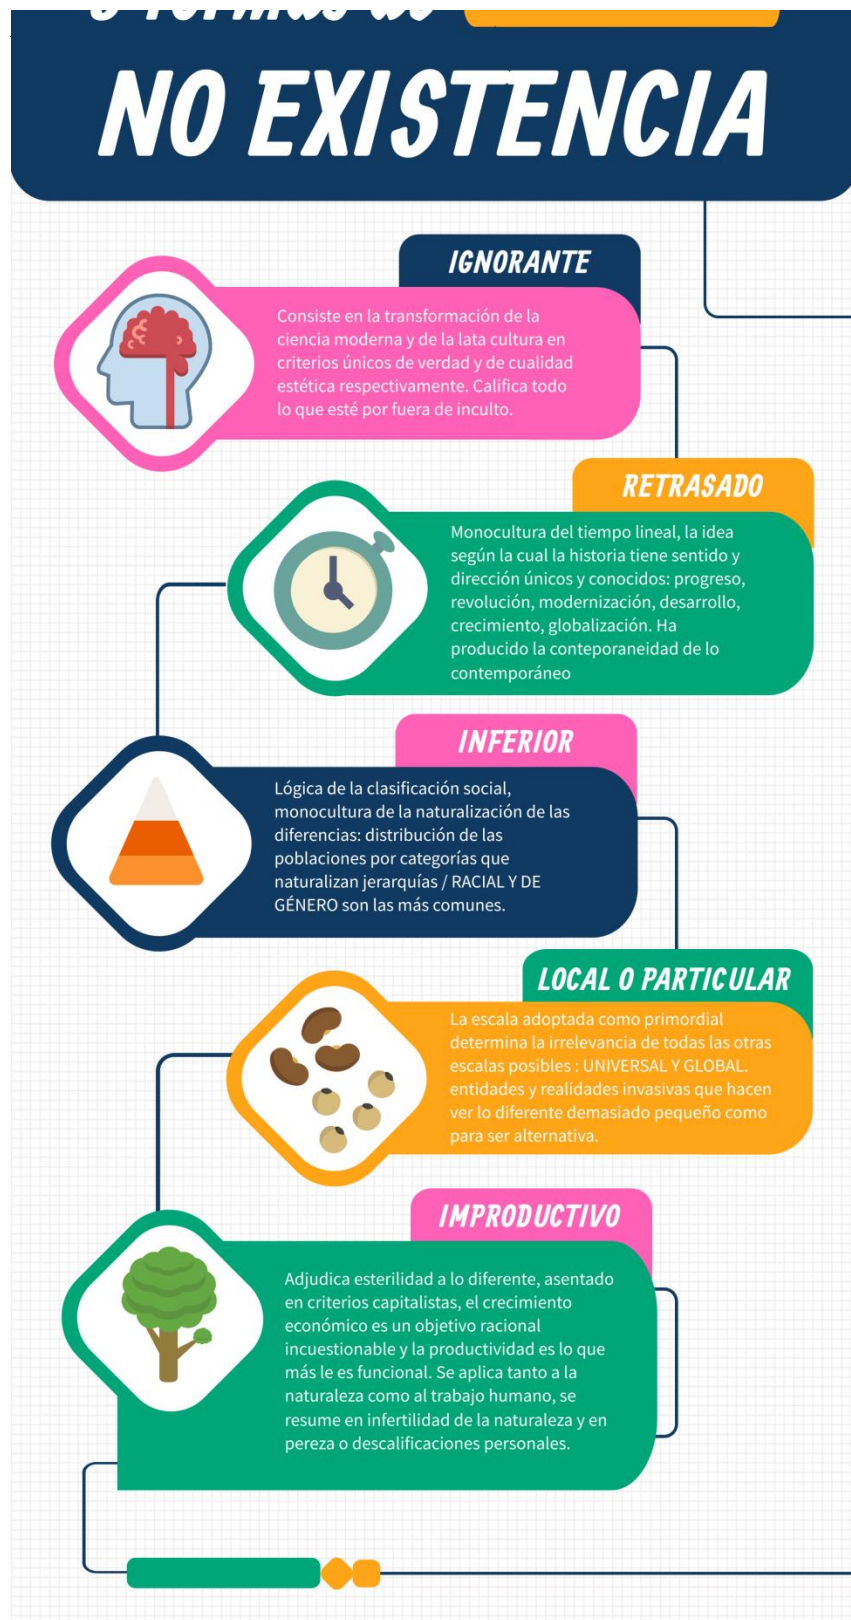 formas de
NO EXISTENCIA
IGNORANTE
Consiste en la transformación de la
ciencia moderna y de la lata cultura en
criterios únicos de verdad y de cualidad
estética respectivamente. Califica todo
lo que esté por fuera de inculto.
RETRASADO
Monocultura del tiempo lineal, la idea
según la cual la historia tiene sentido y
dirección únicos y conocidos: progreso,
revolución, modernización, desarrollo,
crecimiento, globalización. Ha
producido la conteporaneidad de lo
contemporáneo
INFERIOR
Lógica de la clasificación social,
monocultura de la naturalización de las
diferencias: distribución de las
poblaciones por categorías que
naturalizan jerarquías / RACIAL Y DE
GÉNERO son las más comunes.
LOCAL O PARTICULAR
La escala adoptada como primordial
determina la irrelevancia de todas las otras
escalas posibles : UNIVERSAL Y GLOBAL.
entidades y realidades invasivas que hacen
ver lo diferente demasiado pequeño como
para ser alternativa.
IMPRODUCTIVO
Adjudica esterilidad a lo diferente, asentado
en criterios capitalistas, el crecimiento
económico es un objetivo racional
incuestionable y la productividad es lo que
más le es funcional. Se aplica tanto a la
naturaleza como al trabajo humano, se
resume en infertilidad de la naturaleza y en
pereza o descalificaciones personales.